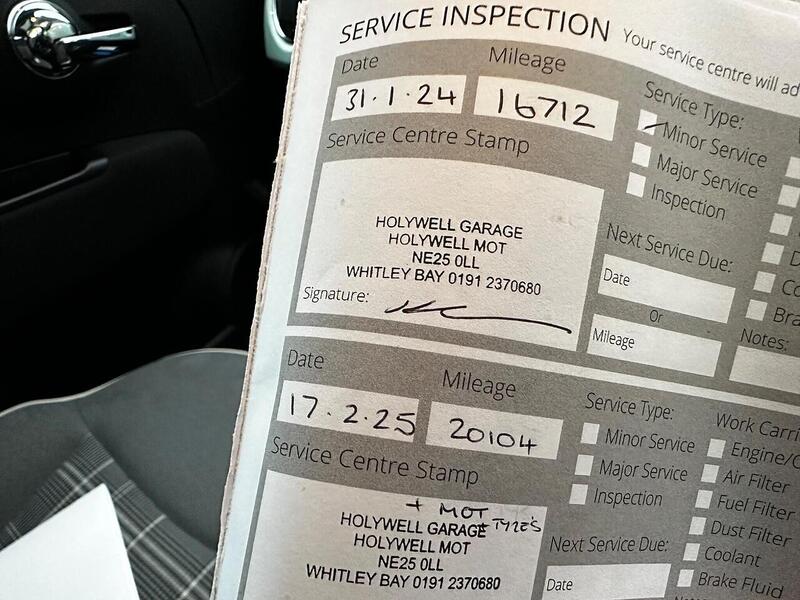 SERVICE INSPECTION Your service centre will ad
Date Mileage
31·1·24 16712
Service Type:
Minor Service
Major Service
Inspection
Service Centre Stamp
HOLYWELL GARAGE
HOLYWELL MOT
NE25 0LL
WHITLEY BAY 0191 2370680
Signature:
Next Service Due:
Date
Or
Mileage
Notes:
Date Mileage
17.2.25 20104
Service Type:
Minor Service
Major Service
Inspection
Work Carri
Engine/O
Air Filter
Fuel Filter
Dust Filter
Coolant
Brake Fluid
Service Centre Stamp
+ MOT
+ TYRE'S
HOLYWELL GARAGE
HOLYWELL MOT
NE25 0LL
WHITLEY BAY 0191 2370680
Next Service Due:
Date